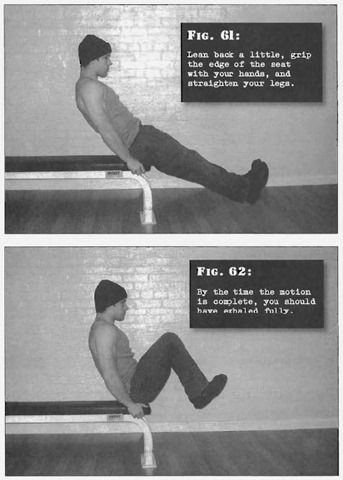 FIG. 61:
Lean back a little, grip
the edge of the seat
with your hands, and
straighten your legs.
FIG. 62:
By the time the motion
is complete, you should
have exhaled fully.